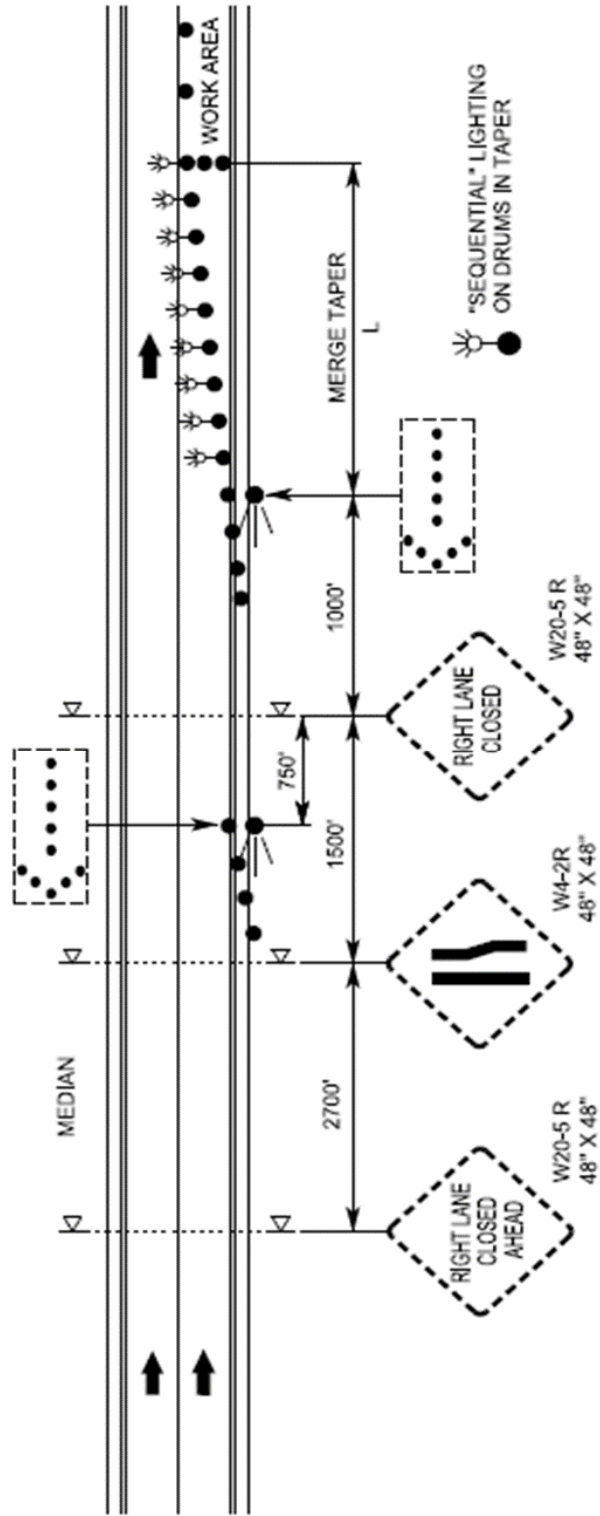 WORK AREA
"SEQUENTIAL" LIGHTING
ON DRUMS IN TAPER
MERGE TAPER
L
1000'
W20-5 R
48" X 48"
RIGHT LANE
CLOSED
750'
1500'
W4-2R
48" X 48"
MEDIAN
2700'
W20-5 R
48" X 48"
RIGHT LANE
CLOSED
AHEAD